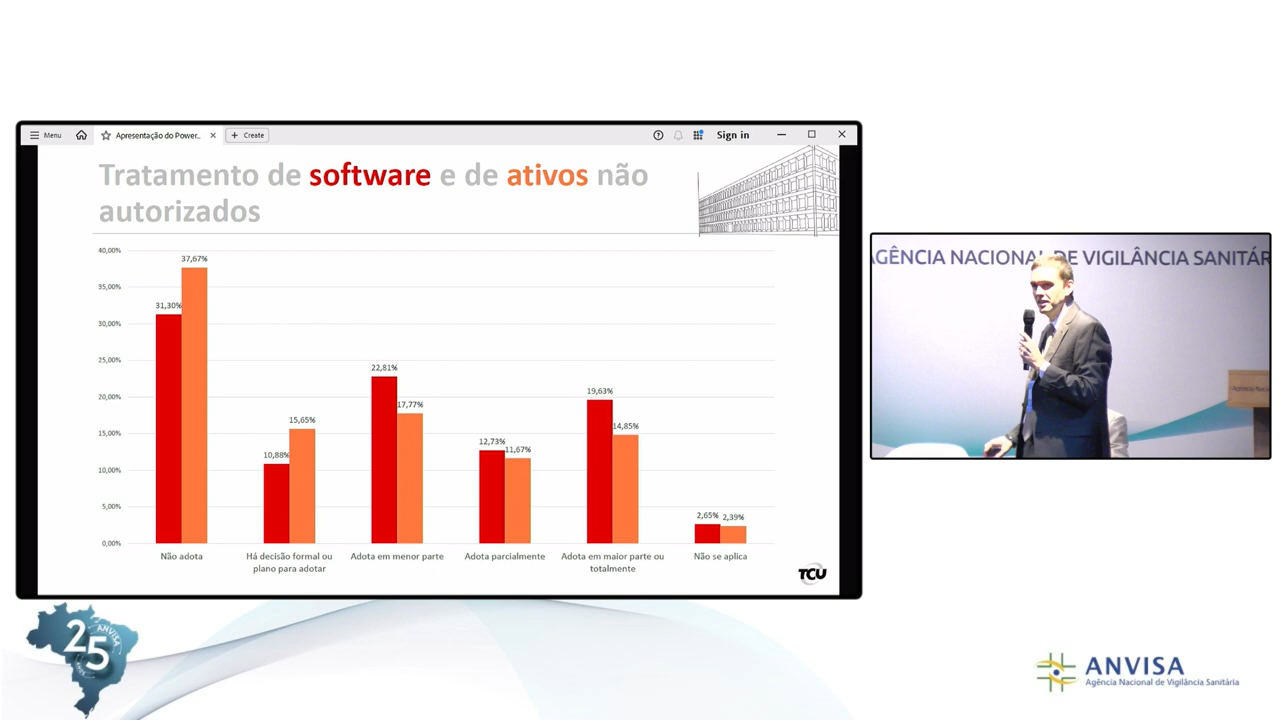 Menu
Apresentação do Power...
Create
Sign in
Tratamento de software e de ativos não
autorizados
40,00%
35,00%
30,00%
25,00%
20,00%
15,00%
10,00%
5,00%
0,00%
31,30%
37,67%
10,88%
15,65%
22,81%
17,77%
12,73%
11,67%
19,63%
14,85%
2,65%
2,39%
Não adota
Há decisão formal ou
plano para adotar
Adota em menor parte
Adota parcialmente
Adota em maior parte ou
totalmente
Não se aplica
TCU
AGÊNCIA NACIONAL DE VIGILÂNCIA SANITÁR
25
ANVISA
ANVISA
Agência Nacional de Vigilância Sanitária